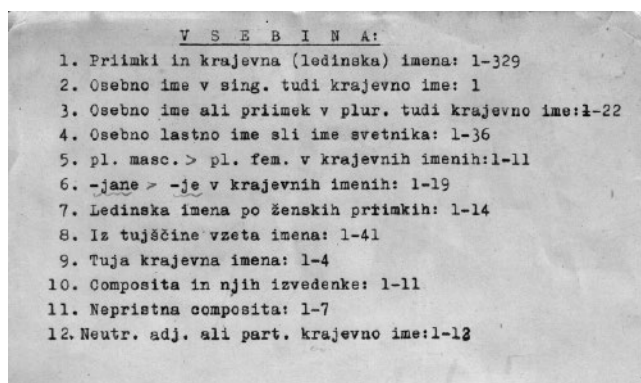 V S E B I N A:
1. Priimki in krajevna (ledinska) imena: 1-329
2. Osebno ime v sing. tudi krajevno ime: 1
3. Osebno ime ali priimek v plur. tudi krajevno ime:1-22
4. Osebno lastno ime sli ime svetnika: 1-36
5. pl. masc.> pl. fem. v krajevnih imenih:1-11
6. -jane > -je v krajevnih imenih: 1-19
7. Ledinska imena po ženskih priimkih: 1-14
8. Iz tujščine vzeta imena: 1-41
9. Tuja krajevna imena: 1-4
10. Composita in njih izvedenke: 1-11
11. Nepristna composita: 1-7
12. Neutr. adj. ali part. krajevno ime: